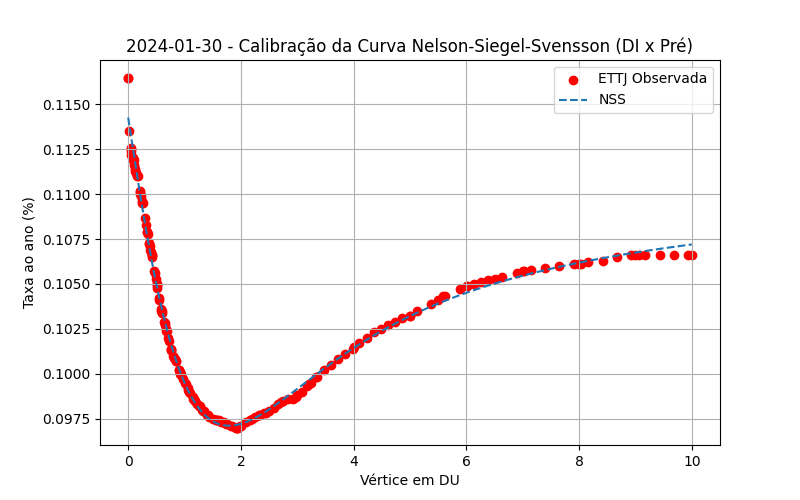 2024-01-30 - Calibração da Curva Nelson-Siegel-Svensson (DI x Pré)
ETTJ Observada
NSS
0.1150
0.1125
0.1100
0.1075
0.1050
0.1025
0.1000
0.0975
Taxa ao ano (%)
0 2 4 6 8 10
Vértice em DU